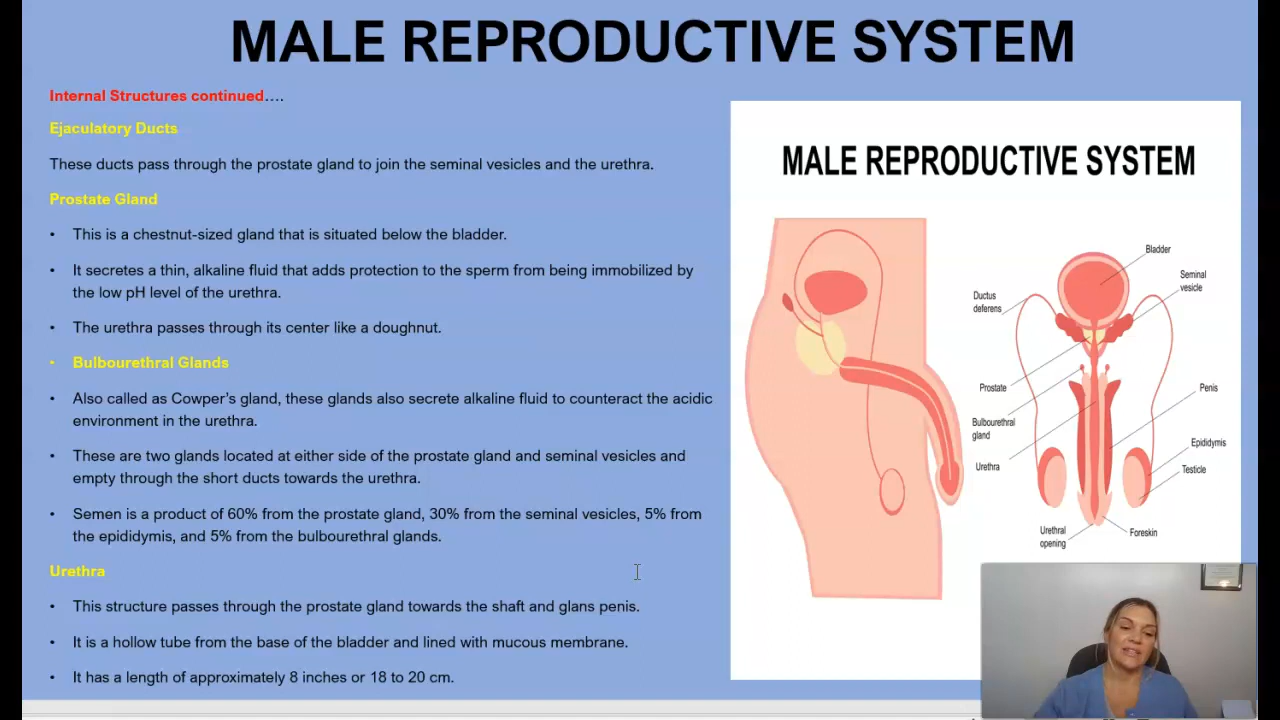 MALE REPRODUCTIVE SYSTEM
Internal Structures continued….
Ejaculatory Ducts
These ducts pass through the prostate gland to join the seminal vesicles and the urethra.
Prostate Gland
• This is a chestnut-sized gland that is situated below the bladder.
• It secretes a thin, alkaline fluid that adds protection to the sperm from being immobilized by
the low pH level of the urethra.
• The urethra passes through its center like a doughnut.
• Bulbourethral Glands
• Also called as Cowper’s gland, these glands also secrete alkaline fluid to counteract the acidic
environment in the urethra.
• These are two glands located at either side of the prostate gland and seminal vesicles and
empty through the short ducts towards the urethra.
• Semen is a product of 60% from the prostate gland, 30% from the seminal vesicles, 5% from
the epididymis, and 5% from the bulbourethral glands.
Urethra
• This structure passes through the prostate gland towards the shaft and glans penis.
• It is a hollow tube from the base of the bladder and lined with mucous membrane.
• It has a length of approximately 8 inches or 18 to 20 cm.
MALE REPRODUCTIVE SYSTEM
Bladder
Seminal
vesicle
Ductus
deferens
Prostate
Penis
Bulbourethral
gland
Epididymis
Urethra
Testicle
Urethral
opening
Foreskin